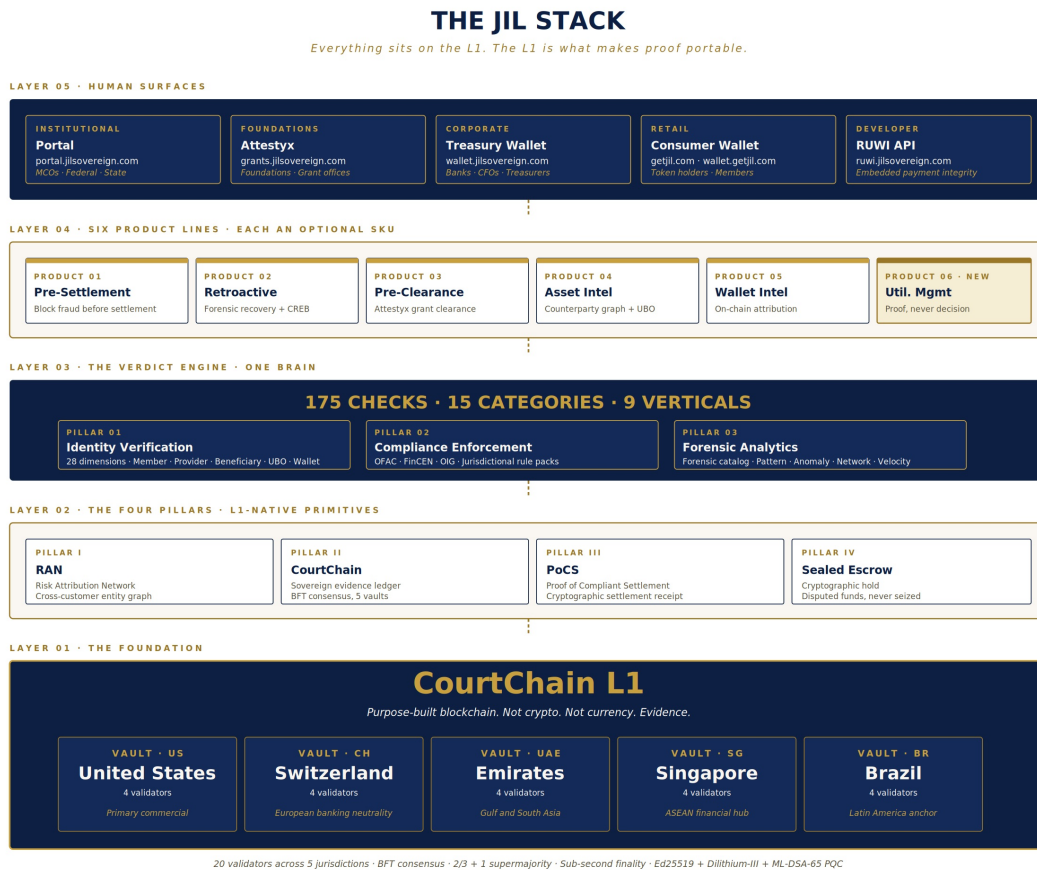 THE JIL STACK
Everything sits on the L1. The L1 is what makes proof portable.
LAYER 05 · HUMAN SURFACES
INSTITUTIONAL
Portal
portal.jilsovereign.com
MCOs · Federal · State
FOUNDATIONS
Attestyx
grants.jilsovereign.com
Foundations · Grant offices
CORPORATE
Treasury Wallet
wallet.jilsovereign.com
Banks · CFOs · Treasurers
RETAIL
Consumer Wallet
getjil.com · wallet.getjil.com
Token holders · Members
DEVELOPER
RUWI API
ruwi.jilsovereign.com
Embedded payment integrity
LAYER 04 · SIX PRODUCT LINES · EACH AN OPTIONAL SKU
PRODUCT 01
Pre-Settlement
Block fraud before settlement
PRODUCT 02
Retroactive
Forensic recovery + CREB
PRODUCT 03
Pre-Clearance
Attestyx grant clearance
PRODUCT 04
Asset Intel
Counterparty graph + UBO
PRODUCT 05
Wallet Intel
On-chain attribution
PRODUCT 06 · NEW
Util. Mgmt
Proof, never decision
LAYER 03 · THE VERDICT ENGINE · ONE BRAIN
175 CHECKS · 15 CATEGORIES · 9 VERTICALS
PILLAR 01
Identity Verification
28 dimensions · Member · Provider · Beneficiary · UBO · Wallet
PILLAR 02
Compliance Enforcement
OFAC · FinCEN · OIG · Jurisdictional rule packs
PILLAR 03
Forensic Analytics
Forensic catalog · Pattern · Anomaly · Network · Velocity
LAYER 02 · THE FOUR PILLARS · L1-NATIVE PRIMITIVES
PILLAR I
RAN
Risk Attribution Network
Cross-customer entity graph
PILLAR II
CourtChain
Sovereign evidence ledger
BFT consensus, 5 vaults
PILLAR III
PoCS
Proof of Compliant Settlement
Cryptographic settlement receipt
PILLAR IV
Sealed Escrow
Cryptographic hold
Disputed funds, never seized
LAYER 01 · THE FOUNDATION
CourtChain L1
Purpose-built blockchain. Not crypto. Not currency. Evidence.
VAULT · US
United States
4 validators
Primary commercial
VAULT · CH
Switzerland
4 validators
European banking neutrality
VAULT · UAE
Emirates
4 validators
Gulf and South Asia
VAULT · SG
Singapore
4 validators
ASEAN financial hub
VAULT · BR
Brazil
4 validators
Latin America anchor
20 validators across 5 jurisdictions · BFT consensus · 2/3 + 1 supermajority · Sub-second finality · Ed25519 + Dilithium-III + ML-DSA-65 PQC